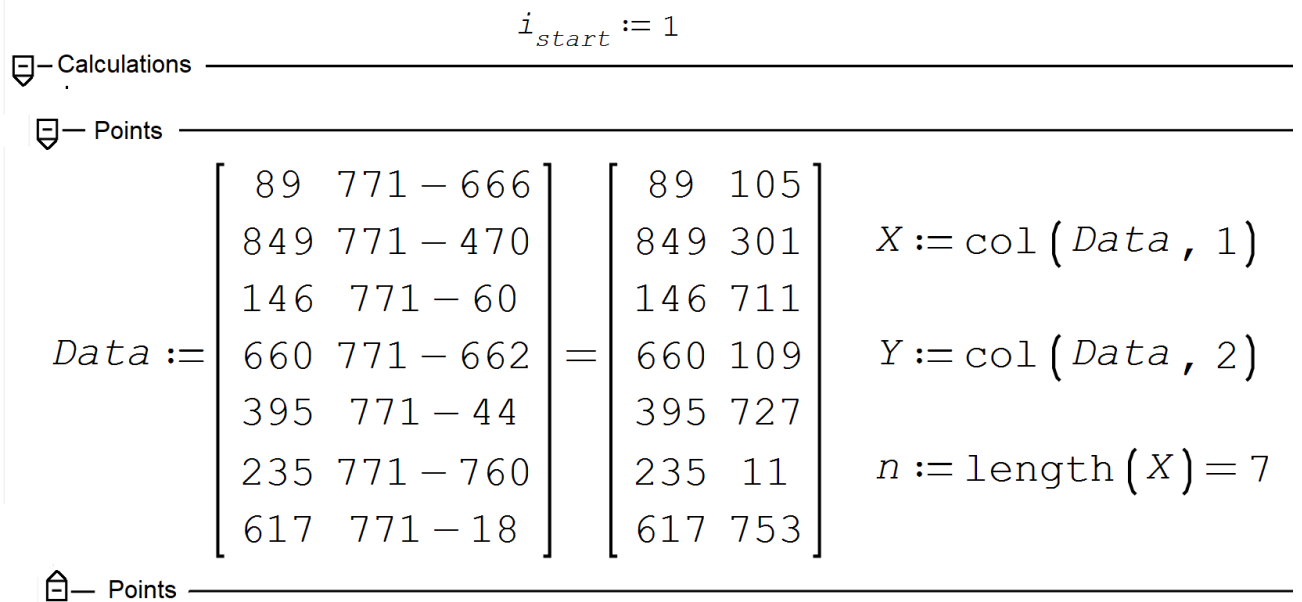 i start := 1
Calculations
Points
Data := [ 89 771 − 666 ; 849 771 − 470 ; 146 771 − 60 ; 660 771 − 662 ; 395 771 − 44 ; 235 771 − 760 ; 617 771 − 18 ] = [ 89 105 ; 849 301 ; 146 711 ; 660 109 ; 395 727 ; 235 11 ; 617 753 ]
X := col ( Data , 1 )
Y := col ( Data , 2 )
n := length ( X ) = 7
Points